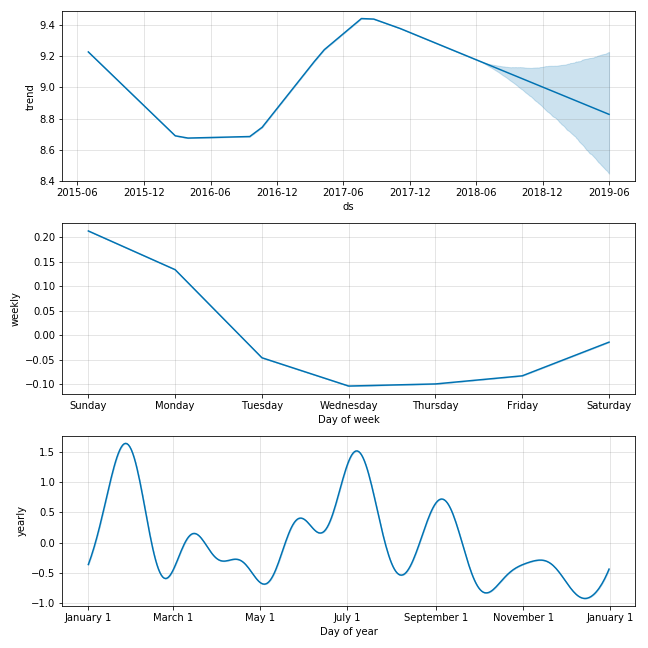 9.4
9.2
9.0
8.8
8.6
8.4
trend
2015-06 2015-12 2016-06 2016-12 2017-06 2017-12 2018-06 2018-12 2019-06
ds
0.20
0.15
0.10
0.05
0.00
−0.05
−0.10
weekly
Sunday Monday Tuesday Wednesday Thursday Friday Saturday
Day of week
1.5
1.0
0.5
0.0
−0.5
−1.0
yearly
January 1 March 1 May 1 July 1 September 1 November 1 January 1
Day of year